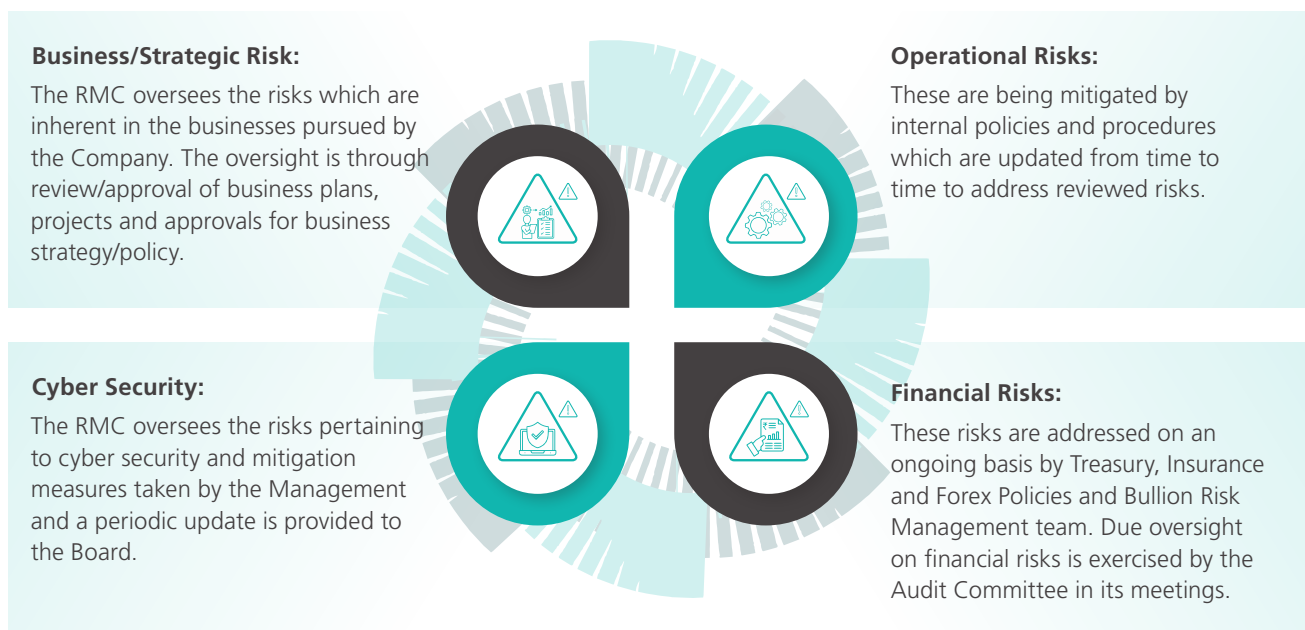 Business/Strategic Risk:
The RMC oversees the risks which are
inherent in the businesses pursued by
the Company. The oversight is through
review/approval of business plans,
projects and approvals for business
strategy/policy.
Operational Risks:
These are being mitigated by
internal policies and procedures
which are updated from time to
time to address reviewed risks.
Cyber Security:
The RMC oversees the risks pertaining
to cyber security and mitigation
measures taken by the Management
and a periodic update is provided to
the Board.
Financial Risks:
These risks are addressed on an
ongoing basis by Treasury, Insurance
and Forex Policies and Bullion Risk
Management team. Due oversight
on financial risks is exercised by the
Audit Committee in its meetings.